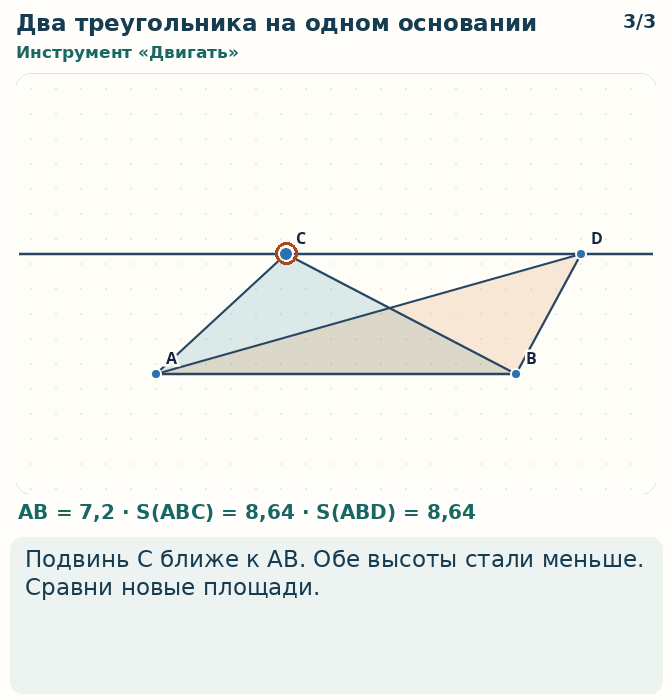 Два треугольника на одном основании
3/3
Инструмент «Двигать»
C
D
A
B
AB = 7,2 · S(ABC) = 8,64 · S(ABD) = 8,64
Подвинь C ближе к AB. Обе высоты стали меньше.
Сравни новые площади.